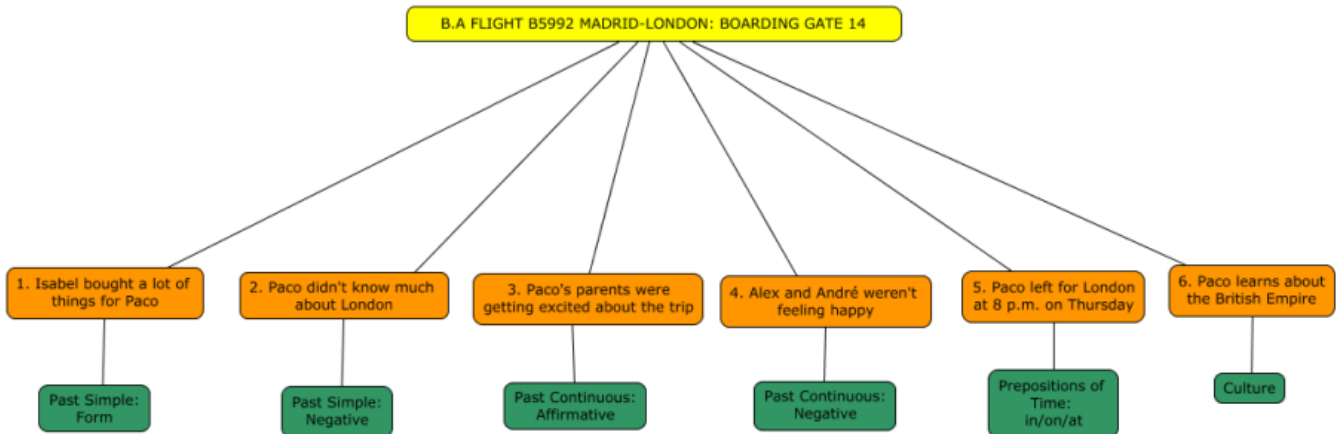 B.A FLIGHT B5992 MADRID-LONDON: BOARDING GATE 14
1. Isabel bought a lot of
things for Paco
2. Paco didn't know much
about London
3. Paco's parents were
getting excited about the trip
4. Alex and André weren't
feeling happy
5. Paco left for London
at 8 p.m. on Thursday
6. Paco learns about
the British Empire
Past Simple:
Form
Past Simple:
Negative
Past Continuous:
Affirmative
Past Continuous:
Negative
Prepositions of
Time:
in/on/at
Culture